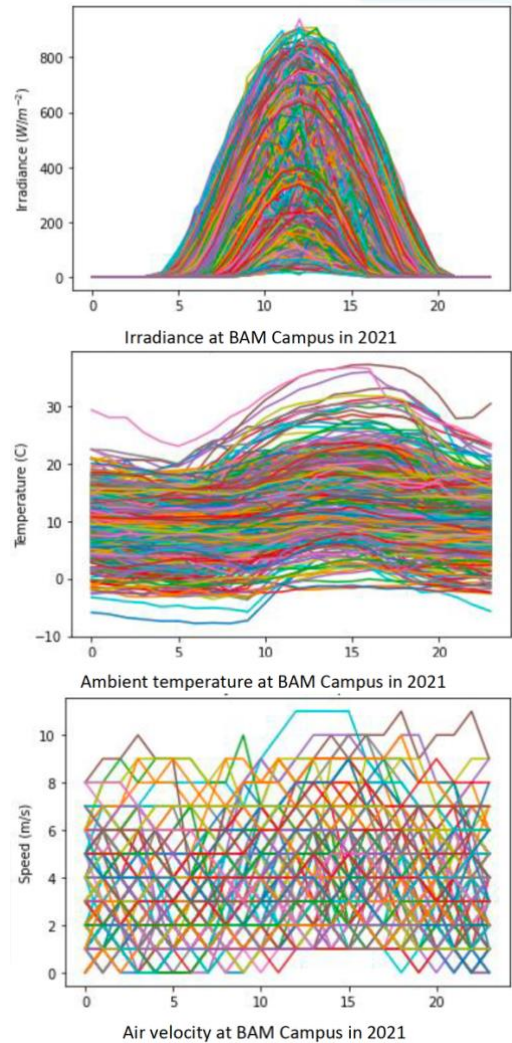 800
600
400
200
0
Irradiance (W/m⁻²)
0 5 10 15 20
Irradiance at BAM Campus in 2021
30
20
10
0
−10
Temperature (C)
0 5 10 15 20
Ambient temperature at BAM Campus in 2021
10
8
6
4
2
0
Speed (m/s)
0 5 10 15 20
Air velocity at BAM Campus in 2021